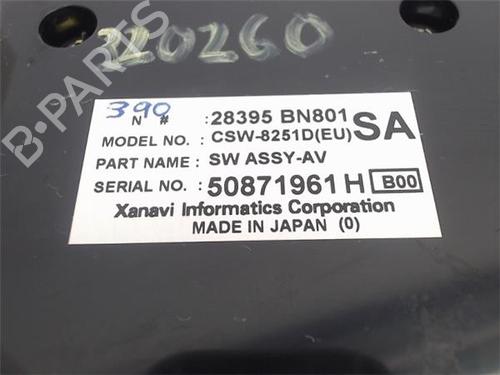 220260
390
N #:28395 BN801 SA
MODEL NO.:CSW-8251D(EU)
PART NAME:SW ASSY-AV
SERIAL NO.:50871961H B00
Xanavi Informatics Corporation
MADE IN JAPAN (0)
B-PARTS